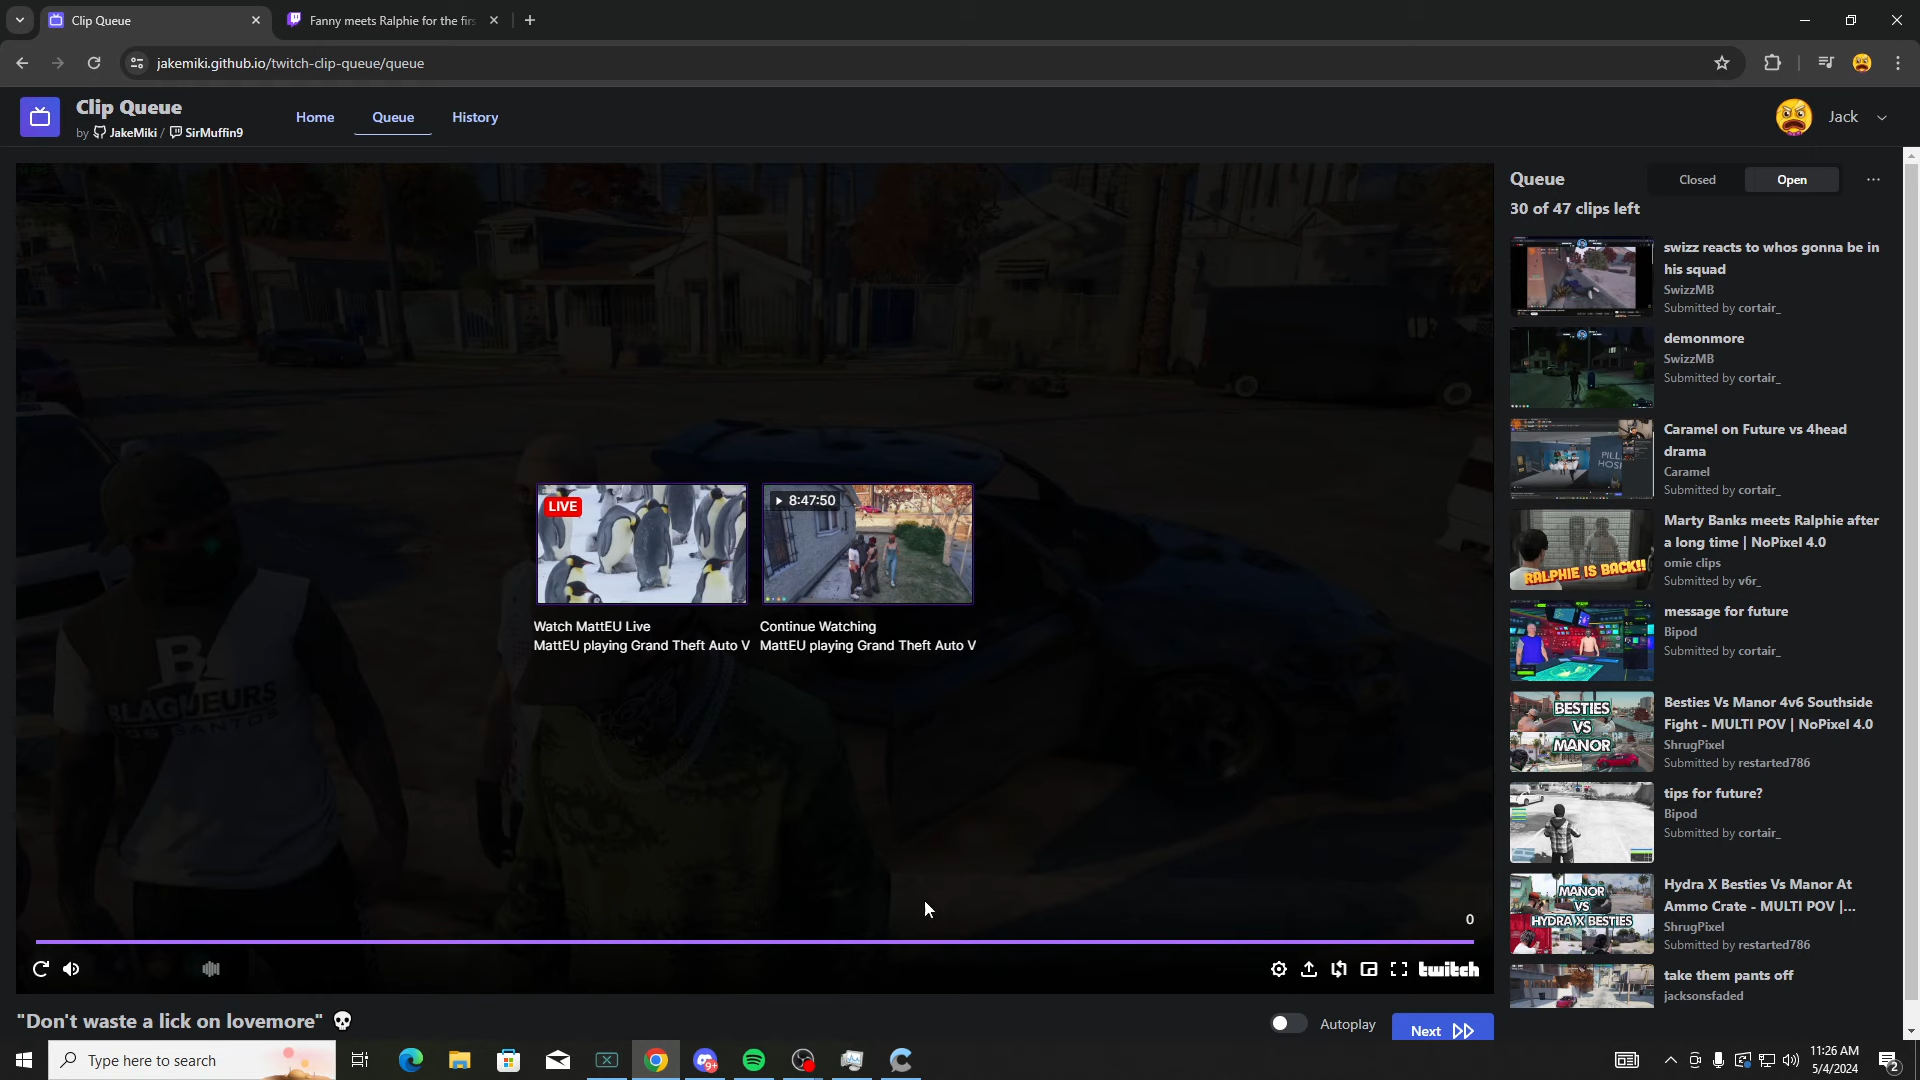 Clip Queue
Fanny meets Ralphie for the firs
jakemiki.github.io/twitch-clip-queue/queue
Clip Queue
by JakeMiki / SirMuffin9
Home
Queue
History
Jack
LIVE
8:47:50
Watch MattEU Live
MattEU playing Grand Theft Auto V
Continue Watching
MattEU playing Grand Theft Auto V
BLAGUEURS
LOS SANTOS
0
twitch
"Don't waste a lick on lovemore" 💀
Autoplay
Next
Queue
Closed
Open
30 of 47 clips left
swizz reacts to whos gonna be in
his squad
SwizzMB
Submitted by cortair_
demonmore
SwizzMB
Submitted by cortair_
Caramel on Future vs 4head
drama
Caramel
Submitted by cortair_
RALPHIE IS BACK!!
Marty Banks meets Ralphie after
a long time | NoPixel 4.0
omie clips
Submitted by v6r_
message for future
Bipod
Submitted by cortair_
BESTIES
VS
MANOR
Besties Vs Manor 4v6 Southside
Fight - MULTI POV | NoPixel 4.0
ShrugPixel
Submitted by restarted786
tips for future?
Bipod
Submitted by cortair_
MANOR
VS
HYDRA X BESTIES
Hydra X Besties Vs Manor At
Ammo Crate - MULTI POV |...
ShrugPixel
Submitted by restarted786
take them pants off
jacksonsfaded
Type here to search
9+
11:26 AM
5/4/2024
2